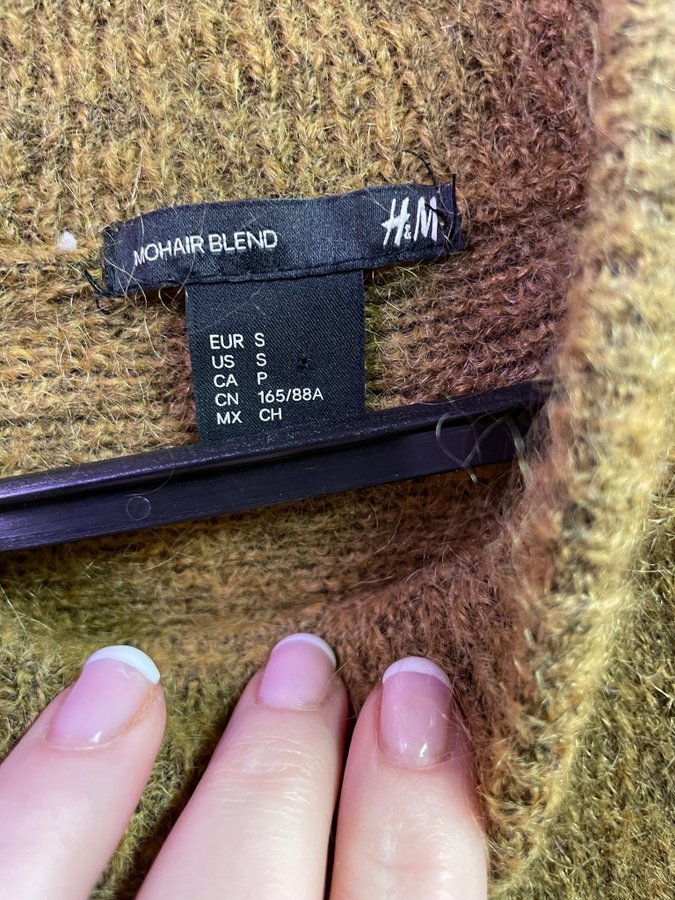 MOHAIR BLEND
H&M
EUR S
US S
CA P
CN 165/88A
MX CH